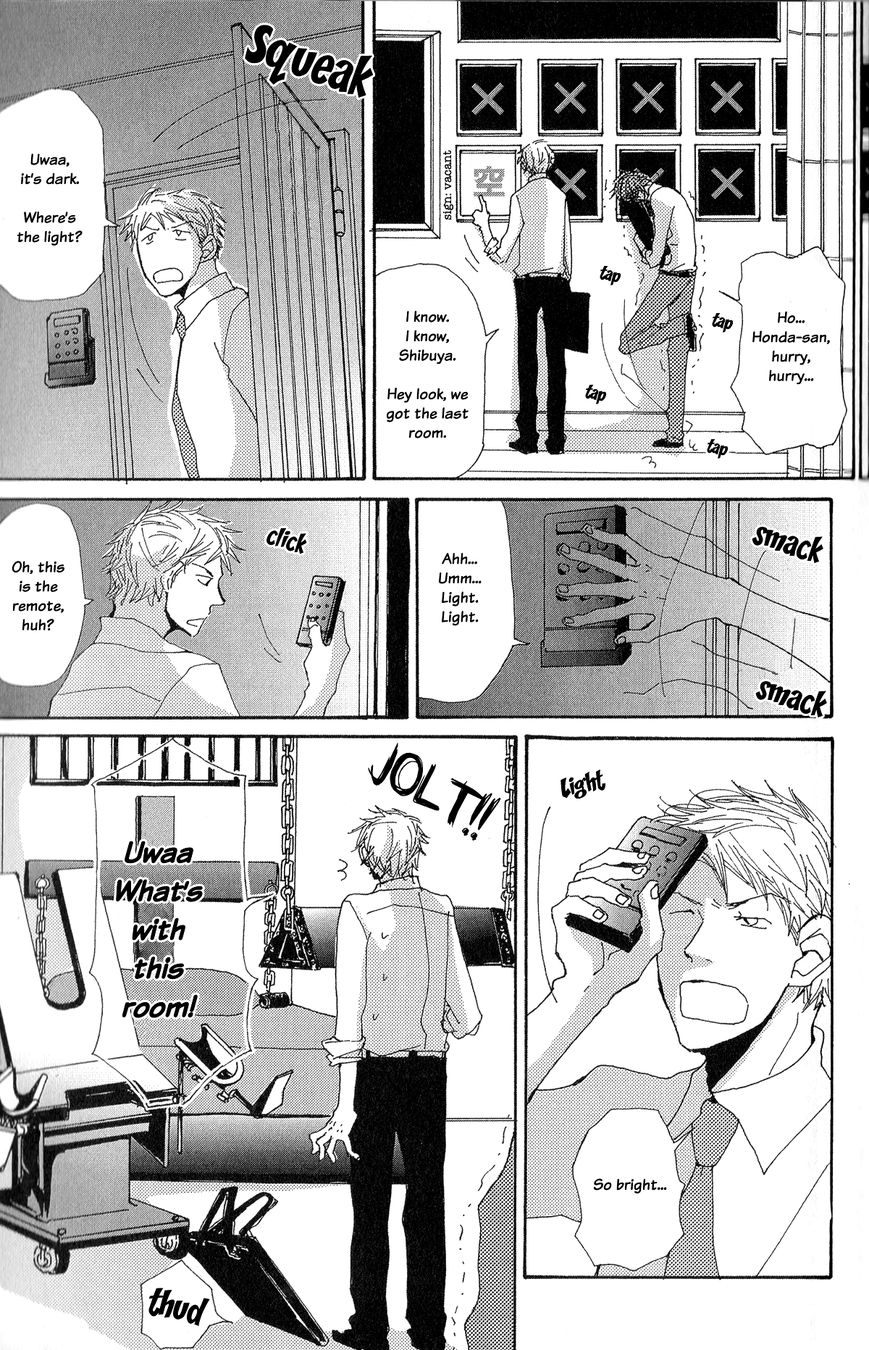 Ho...
Honda-san,
hurry,
hurry...
tap
tap
tap
tap
空
sign: vacant
I know.
I know,
Shibuya.
Hey look, we
got the last
room.
Squeak
Uwaa,
it's dark.
Where's
the light?
smack
Ahh...
Umm...
Light.
Light.
smack
click
Oh, this
is the
remote,
huh?
light
So bright...
JOLT!!
Uwaa
What's
with
this
room!
thud